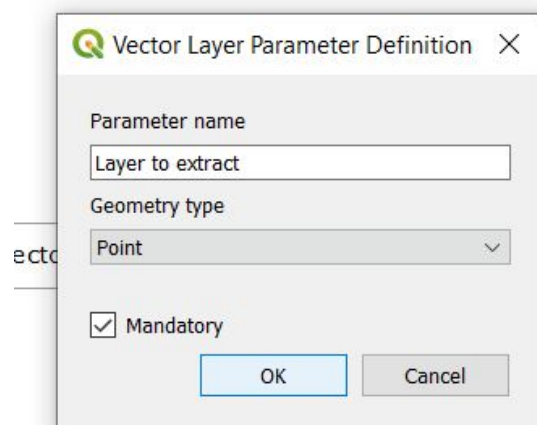 Vector Layer Parameter Definition
Parameter name
Layer to extract
Geometry type
Point
Mandatory
OK
Cancel